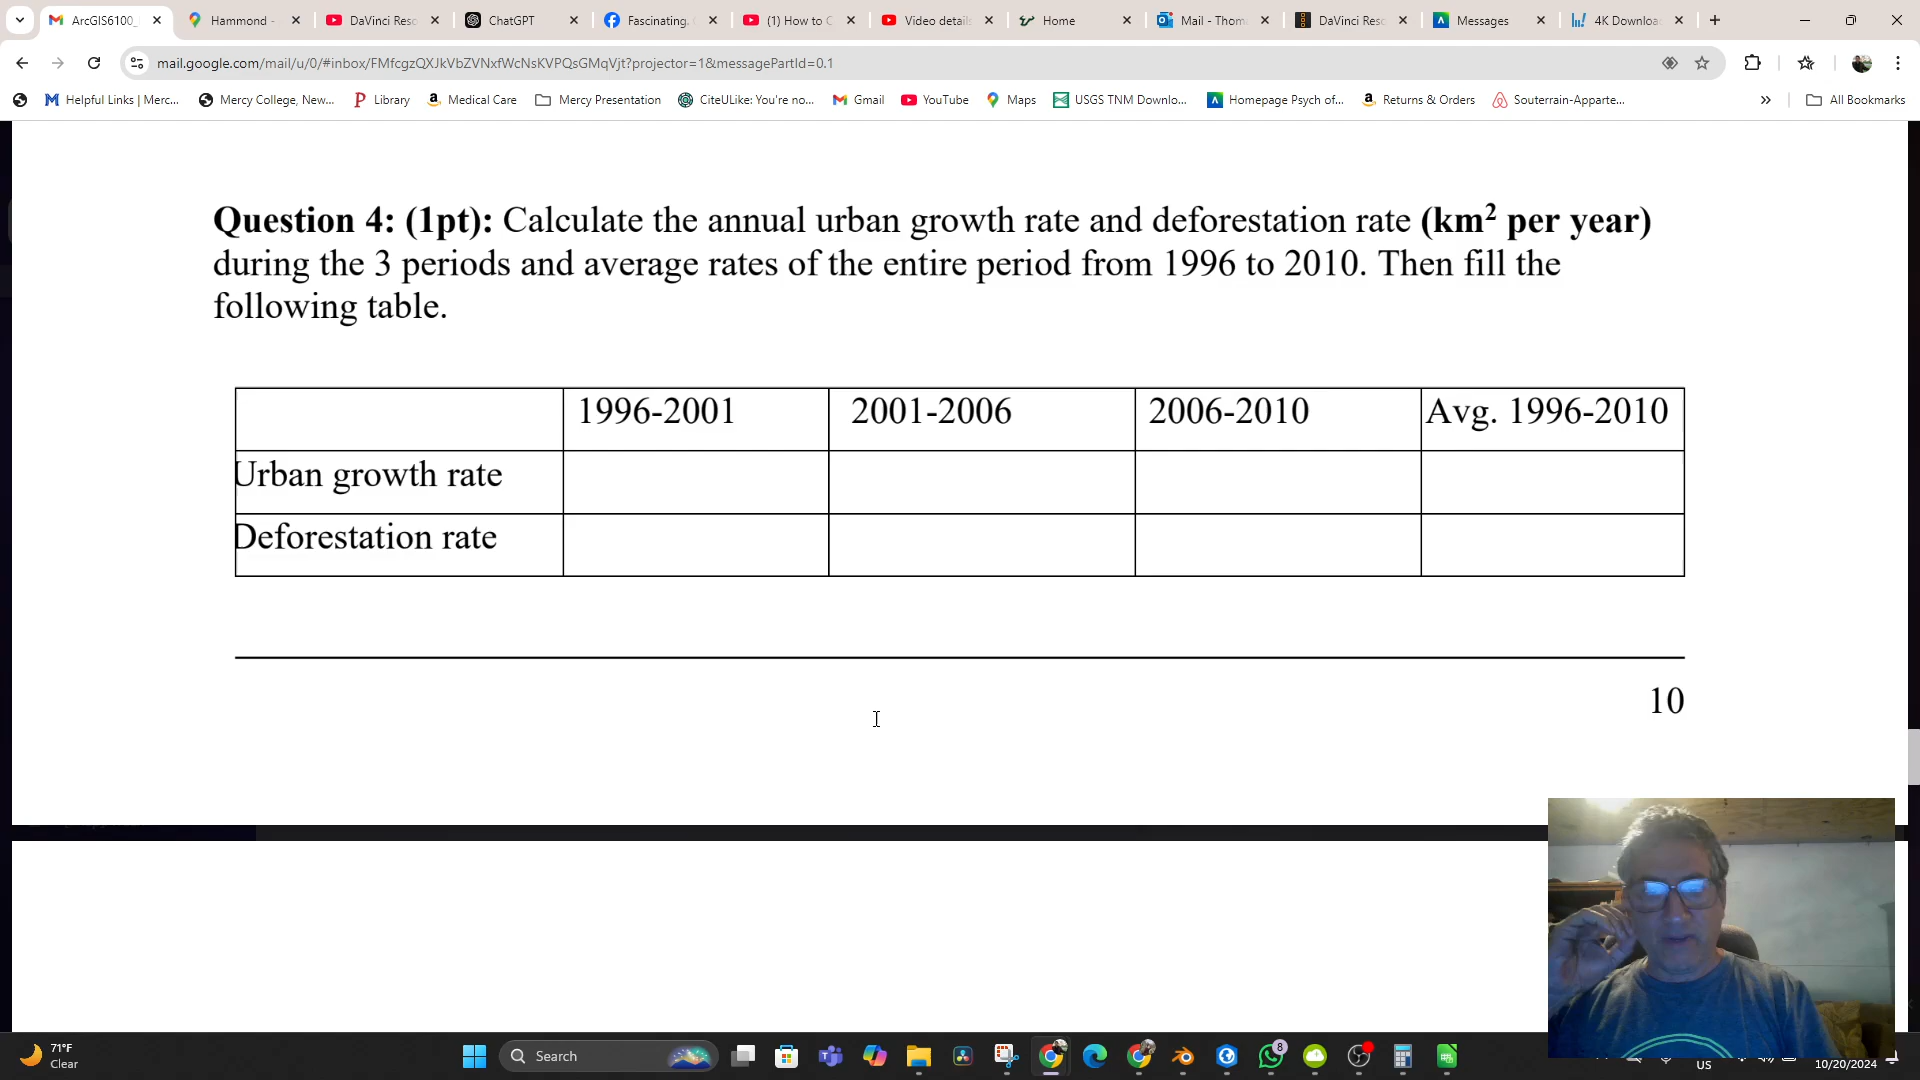 ArcGIS6100_
Hammond -
DaVinci Reso
ChatGPT
Fascinating.
(1) How to C
Video details
Home
Mail - Thom
DaVinci Reso
Messages
4K Downloa
mail.google.com/mail/u/0/#inbox/FMfcgzQXJkVbZVNxfWcNsKVPQsGMqVjt?projector=1&messagePartId=0.1
Helpful Links | Merc...
Mercy College, New...
Library
Medical Care
Mercy Presentation
CiteULike: You're no...
Gmail
YouTube
Maps
USGS TNM Downlo...
Homepage Psych of...
Returns & Orders
Souterrain-Apparte...
All Bookmarks
Question 4: (1pt): Calculate the annual urban growth rate and deforestation rate (km² per year)
during the 3 periods and average rates of the entire period from 1996 to 2010. Then fill the
following table.
1996-2001 2001-2006 2006-2010 Avg. 1996-2010
Urban growth rate
Deforestation rate
10
71°F
Clear
Search
8
US
10/20/2024